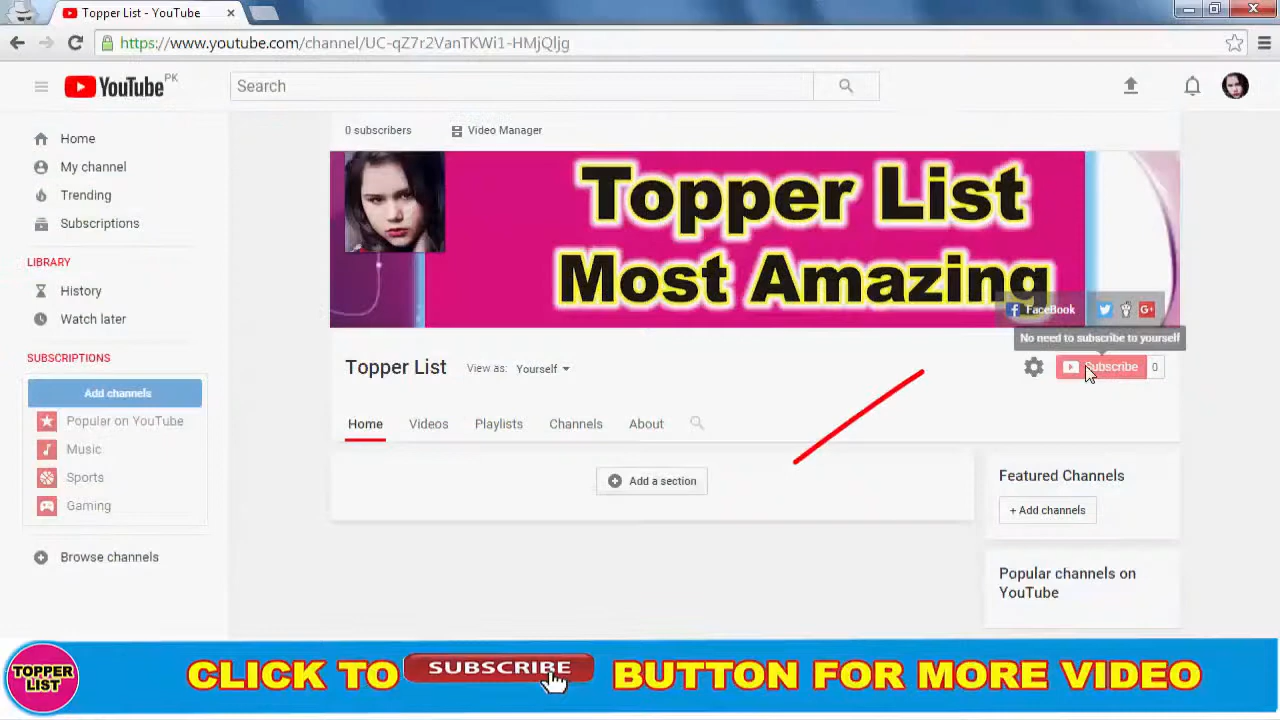 Topper List - YouTube
https://www.youtube.com/channel/UC-qZ7r2VanTKWi1-HMjQljg
YouTube PK
Search
0 subscribers
Video Manager
Home
My channel
Trending
Subscriptions
LIBRARY
History
Watch later
SUBSCRIPTIONS
Add channels
Popular on YouTube
Music
Sports
Gaming
Browse channels
Topper List
Most Amazing
FaceBook
No need to subscribe to yourself
Topper List
View as: Yourself
Subscribe 0
Home Videos Playlists Channels About
Add a section
Featured Channels
+ Add channels
Popular channels on
YouTube
TOPPER
LIST
CLICK TO SUBSCRIBE BUTTON FOR MORE VIDEO